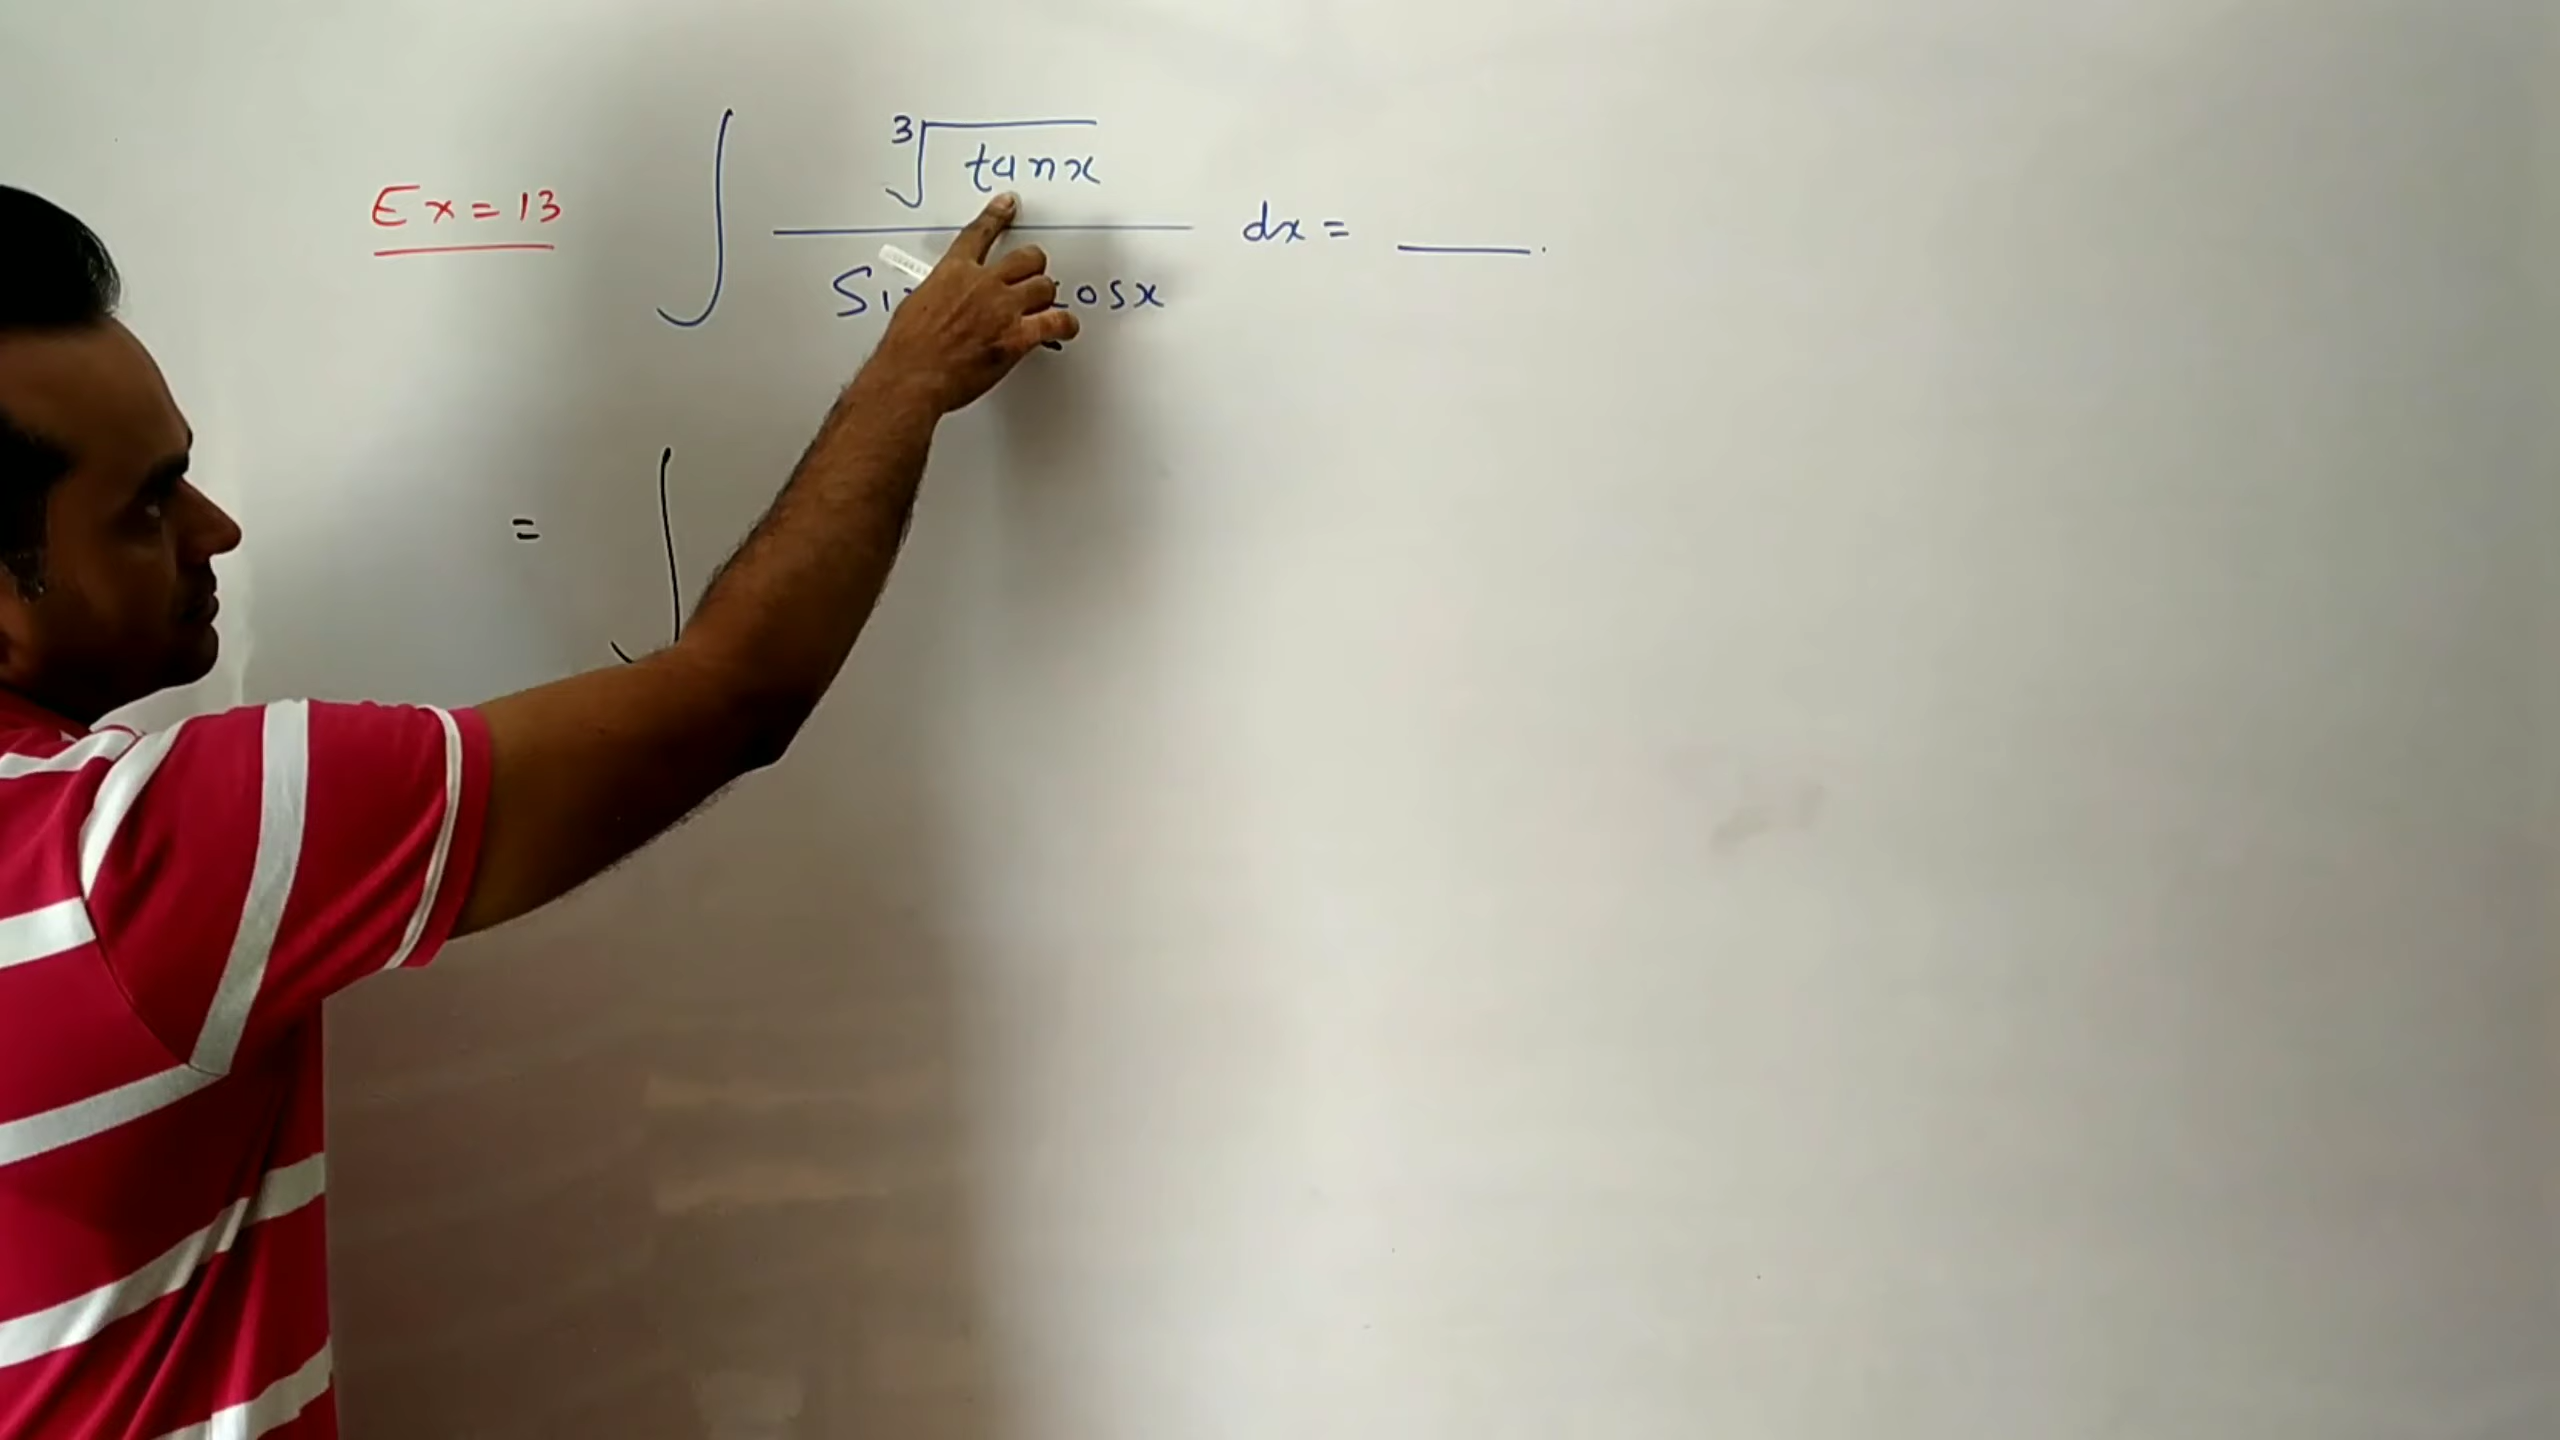 Ex = 13 ∫ ∛tanx / Si cosx dx = ____.
= ∫